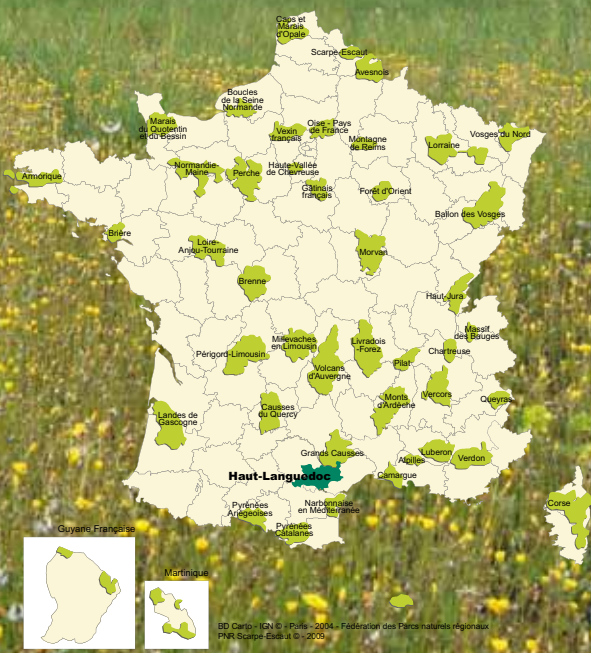 Caps et
Marais
d'Opale
Scarpe-Escaut
Avesnois
Boucles
de la Seine
Normande
Marais
du Quotentin
et du Bessin
Vexin
français
Oise - Pays
de France
Montagne
de Reims
Lorraine
Vosges du Nord
Armorique
Normandie-
Maine
Perche
Haute-Vallée
de Chevreuse
Gâtinais
français
Forêt d'Orient
Ballon des Vosges
Brière
Loire-
Anjou-Touraine
Morvan
Brenne
Haut-Jura
Massif
des Bauges
Périgord-Limousin
Millevaches
en Limousin
Livradois
-Forez
Chartreuse
Pilat
Volcans
d'Auvergne
Vercors
Queyras
Monts
d'Ardèche
Landes de
Gascogne
Causses
du Quercy
Grands Causses
Luberon
Alpilles
Verdon
Haut-Languedoc
Camargue
Corse
Narbonnaise
en Méditerranée
Pyrénées
Ariégeoises
Pyrénées
Catalanes
Guyane Française
Martinique
BD Carto - IGN © - Paris - 2004 - Fédération des Parcs naturels régionaux
PNR Scarpe-Escaut © - 2009